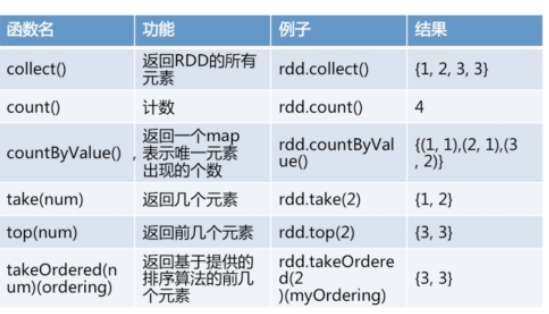 函数名 功能 例子 结果
collect() 返回RDD的所有元素 rdd.collect() {1, 2, 3, 3}
count() 计数 rdd.count() 4
countByValue() , 返回一个map表示唯一元素出现的个数 rdd.countByValue() {(1, 1),(2, 1),(3, 2)}
take(num) 返回几个元素 rdd.take(2) {1, 2}
top(num) 返回前几个元素 rdd.top(2) {3, 3}
takeOrdered(num)(ordering) 返回基于提供的排序算法的前几个元素 rdd.takeOrdered(2)(myOrdering) {3, 3}